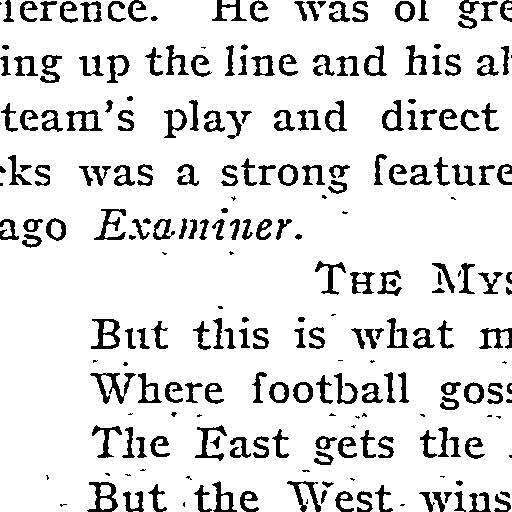 ference. He was of gre
ing up the line and his al
team's play and direct
cks was a strong feature
ago Examiner.
THE MYS
But this is what m
Where football goss
The East gets the
But the West wins